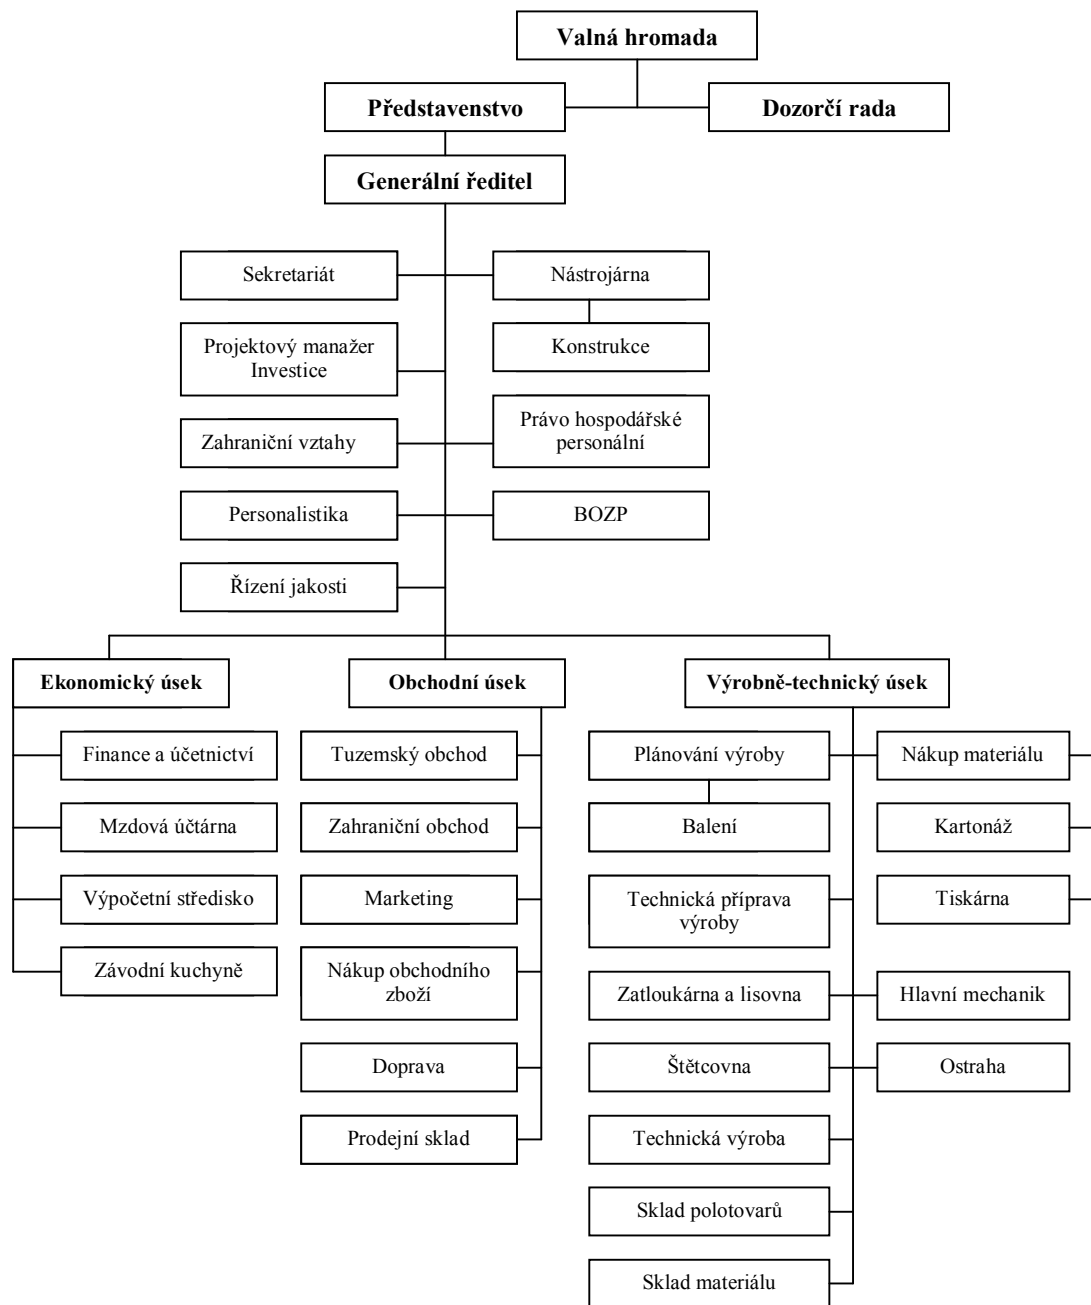 Valná hromada
Představenstvo
Dozorčí rada
Generální ředitel
Sekretariát
Nástrojárna
Projektový manažer
Investice
Konstrukce
Zahraniční vztahy
Právo hospodářské
personální
Personalistika
BOZP
Řízení jakosti
Ekonomický úsek
Obchodní úsek
Výrobně-technický úsek
Finance a účetnictví
Tuzemský obchod
Plánování výroby
Nákup materiálu
Mzdová účtárna
Zahraniční obchod
Balení
Kartonáž
Výpočetní středisko
Marketing
Technická příprava
výroby
Tiskárna
Závodní kuchyně
Nákup obchodního
zboží
Zatloukárna a lisovna
Hlavní mechanik
Doprava
Štětcovna
Ostraha
Prodejní sklad
Technická výroba
Sklad polotovarů
Sklad materiálu